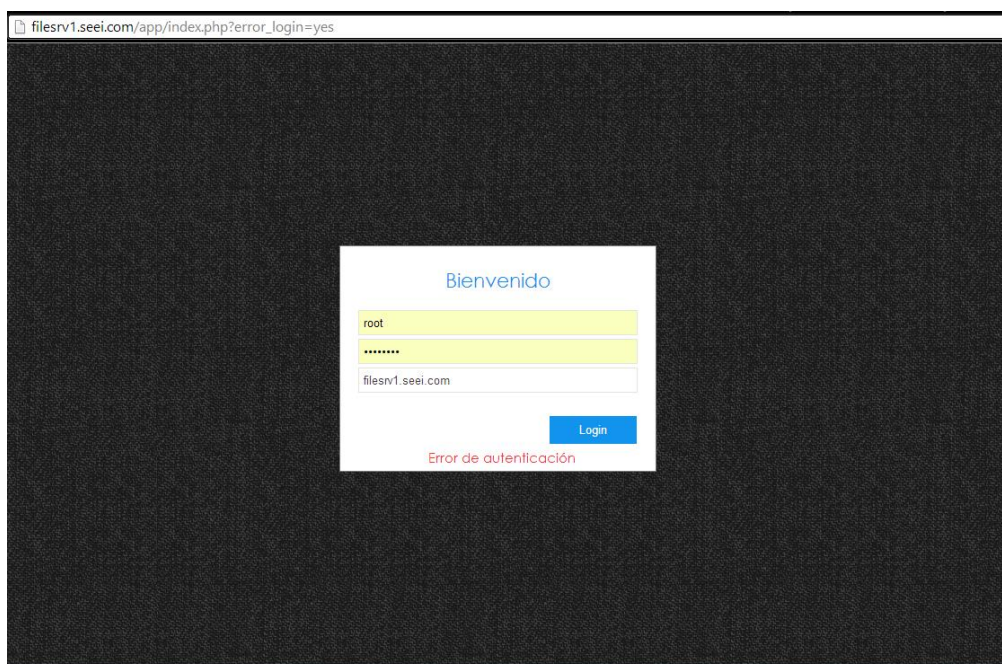 filesrv1.seei.com/app/index.php?error_login=yes
Bienvenido
root
••••••••
filesrv1.seei.com
Login
Error de autenticación